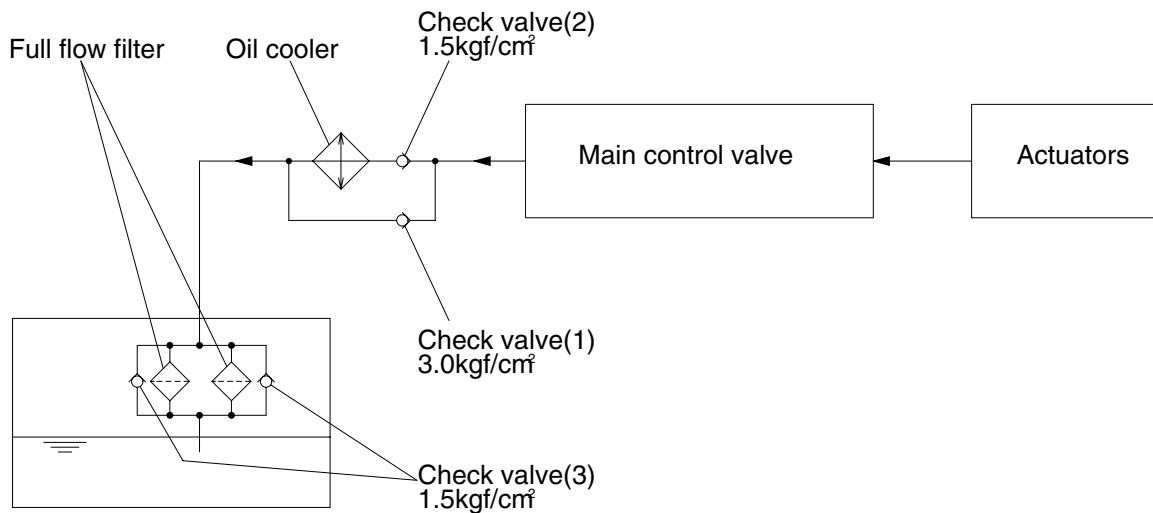 Check valve(2)
1.5kgf/cm²
Full flow filter
Oil cooler
Main control valve
Actuators
Check valve(1)
3.0kgf/cm²
Check valve(3)
1.5kgf/cm²